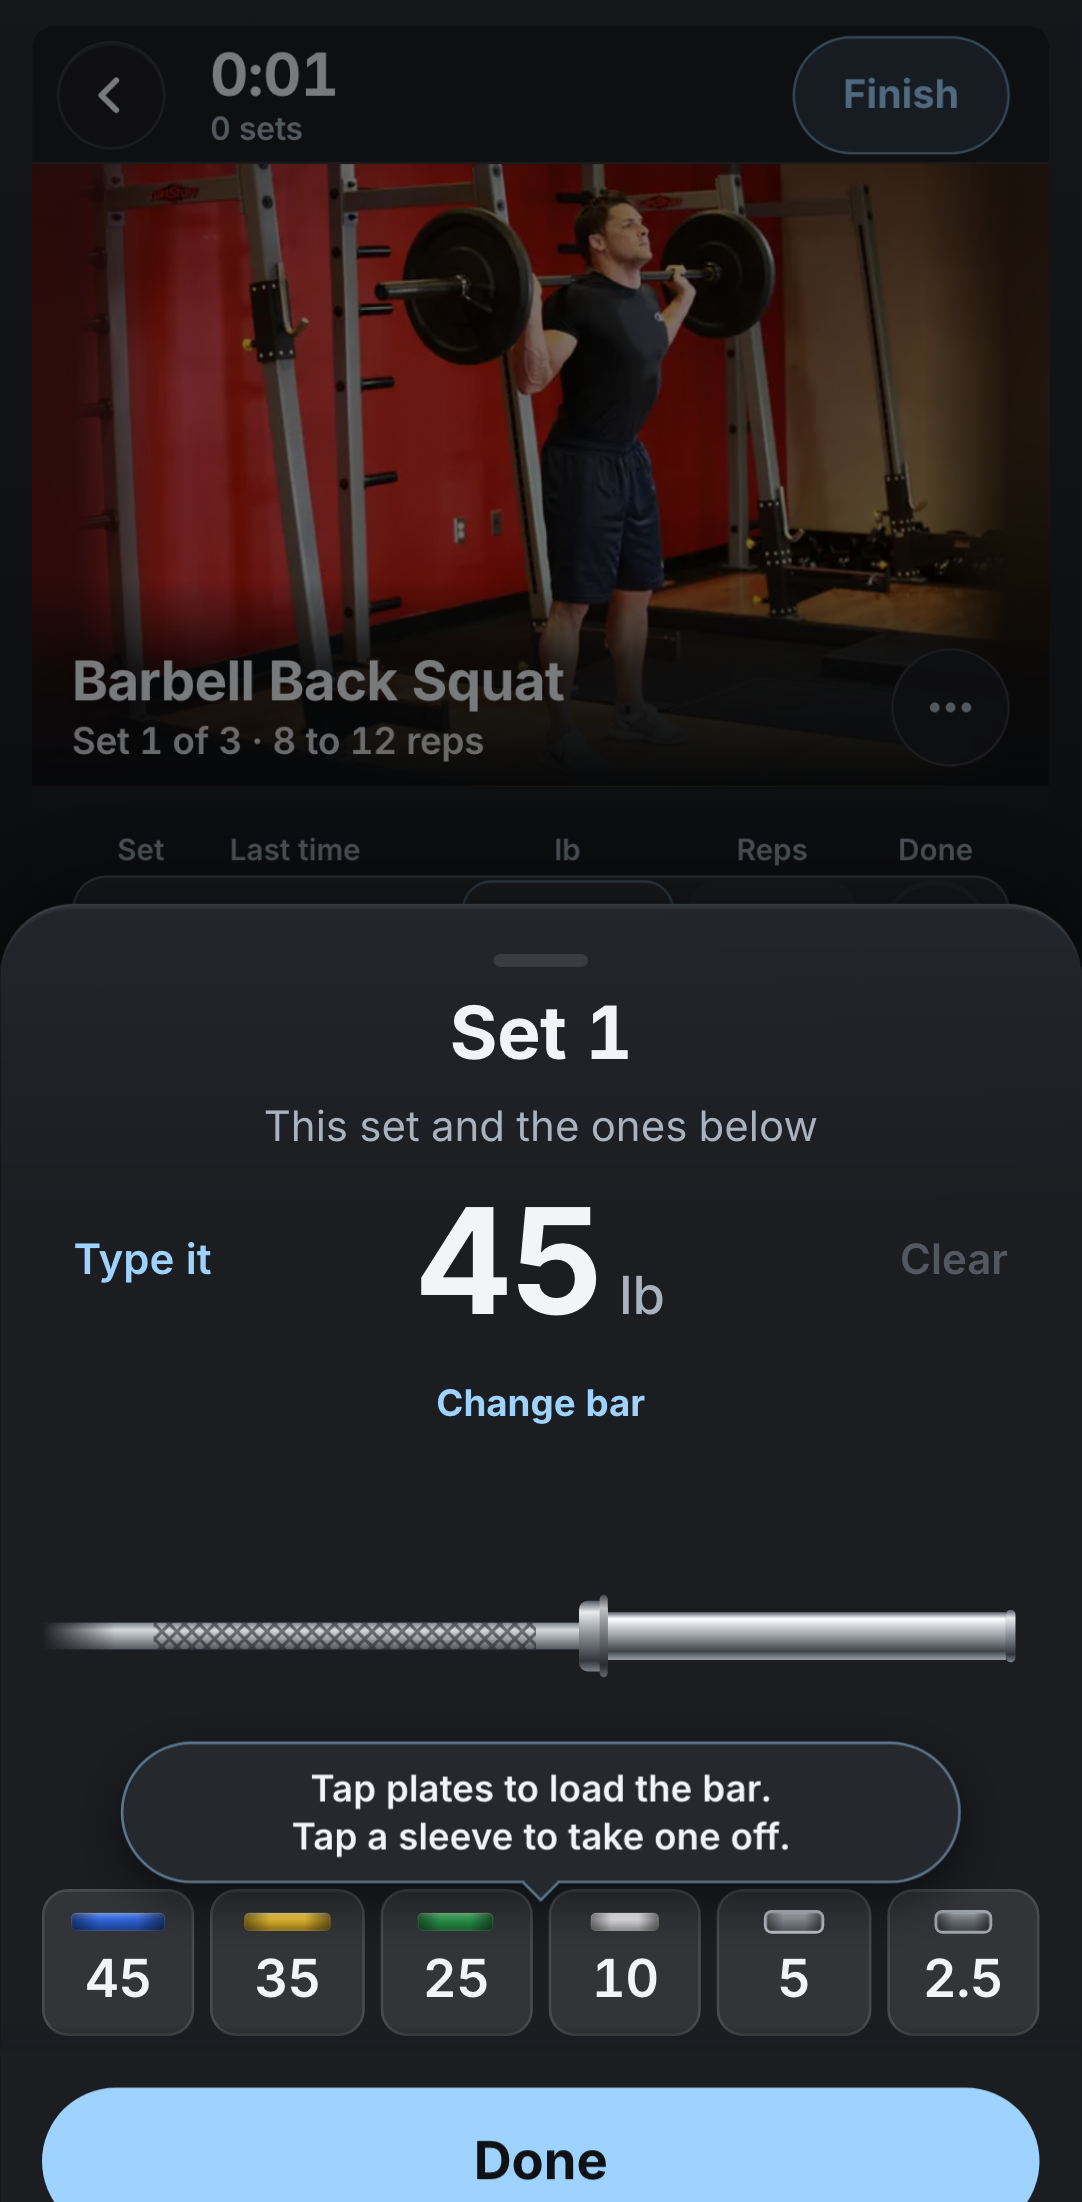 0:01
0 sets
Finish
Barbell Back Squat
Set 1 of 3 · 8 to 12 reps
Set Last time lb Reps Done
Set 1
This set and the ones below
Type it
45 lb
Clear
Change bar
Tap plates to load the bar.
Tap a sleeve to take one off.
45 35 25 10 5 2.5
Done